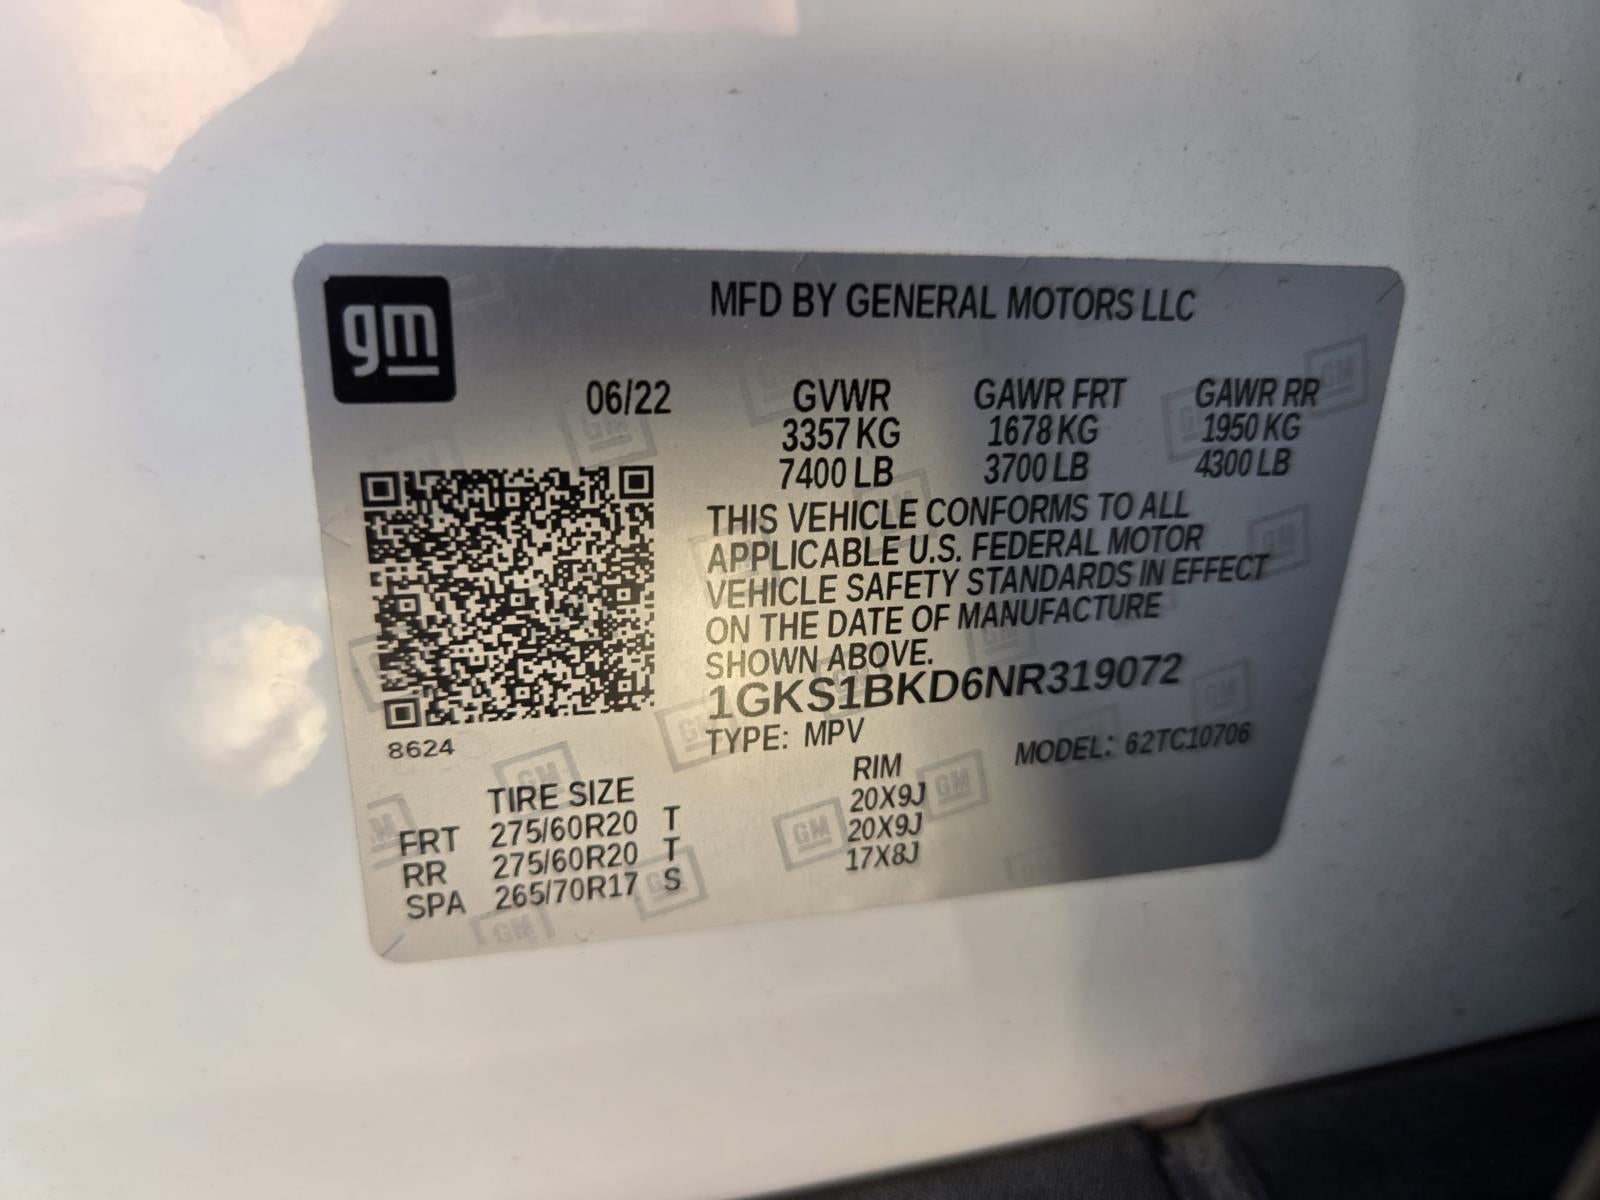 gm
MFD BY GENERAL MOTORS LLC
06/22 GVWR GAWR FRT GAWR RR
3357 KG 1678 KG 1950 KG
7400 LB 3700 LB 4300 LB
THIS VEHICLE CONFORMS TO ALL
APPLICABLE U.S. FEDERAL MOTOR
VEHICLE SAFETY STANDARDS IN EFFECT
ON THE DATE OF MANUFACTURE
SHOWN ABOVE.
1GKS1BKD6NR319072
8624
TYPE: MPV MODEL: 62TC10706
TIRE SIZE RIM
FRT 275/60R20 T 20X9J
RR 275/60R20 T 20X9J
SPA 265/70R17 S 17X8J